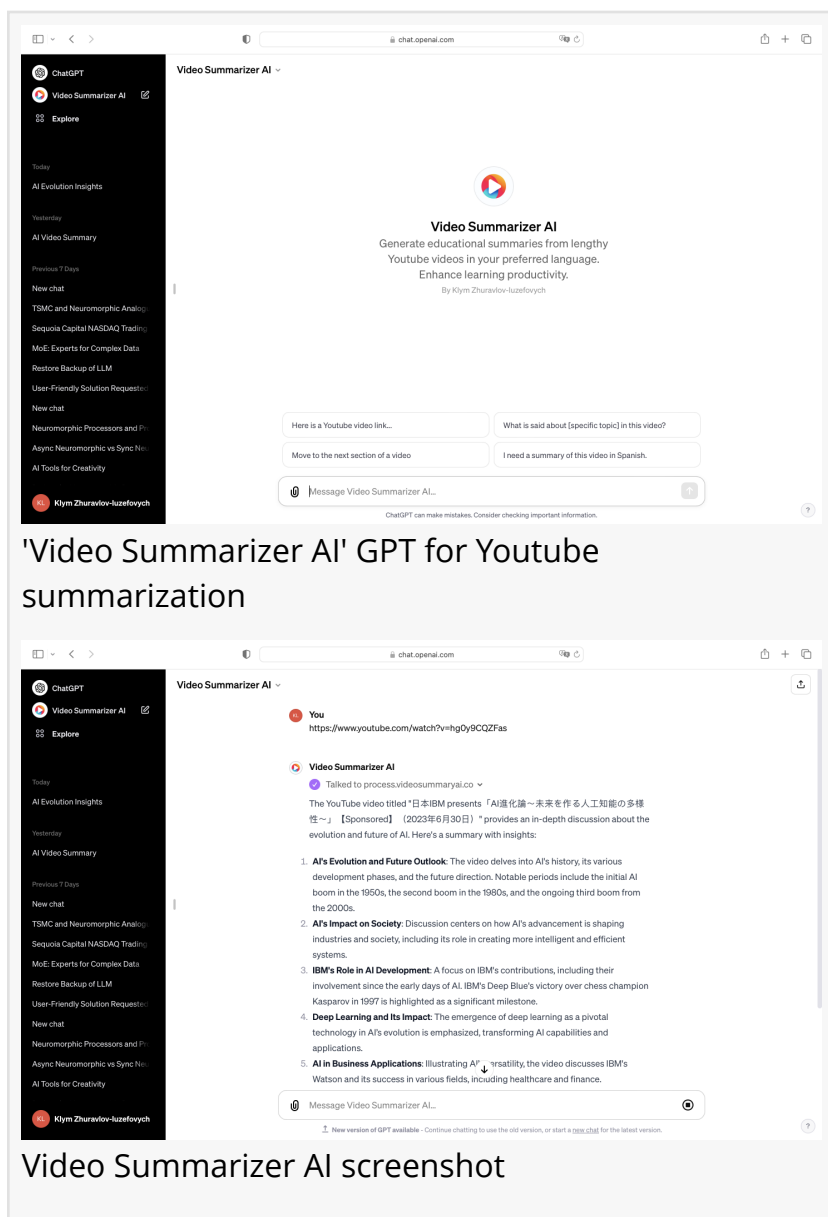 chat.openai.com
ChatGPT
Video Summarizer AI
Explore
Today
AI Evolution Insights
Yesterday
AI Video Summary
Previous 7 Days
New chat
TSMC and Neuromorphic Analog
Sequoia Capital NASDAQ Trading
MoE: Experts for Complex Data
Restore Backup of LLM
User-Friendly Solution Requested
New chat
Neuromorphic Processors and Pr
Async Neuromorphic vs Sync Neu
AI Tools for Creativity
KL Klym Zhuravlov-Iuzefovych
Video Summarizer AI
Video Summarizer AI
Generate educational summaries from lengthy
Youtube videos in your preferred language.
Enhance learning productivity.
By Klym Zhuravlov-Iuzefovych
Here is a Youtube video link...
What is said about [specific topic] in this video?
Move to the next section of a video
I need a summary of this video in Spanish.
Message Video Summarizer AI...
ChatGPT can make mistakes. Consider checking important information.
?
'Video Summarizer AI' GPT for Youtube
summarization
chat.openai.com
ChatGPT
Video Summarizer AI
Explore
Today
AI Evolution Insights
Yesterday
AI Video Summary
Previous 7 Days
New chat
TSMC and Neuromorphic Analog
Sequoia Capital NASDAQ Trading
MoE: Experts for Complex Data
Restore Backup of LLM
User-Friendly Solution Requested
New chat
Neuromorphic Processors and Pr
Async Neuromorphic vs Sync Neu
AI Tools for Creativity
KL Klym Zhuravlov-Iuzefovych
Video Summarizer AI
KL You
https://www.youtube.com/watch?v=hg0y9CQZFas
Video Summarizer AI
Talked to process.videosummaryai.co
The YouTube video titled "日本IBM presents「AI進化論～未来を作る人工知能の多様
性～」【Sponsored】（2023年6月30日）" provides an in-depth discussion about the
evolution and future of AI. Here's a summary with insights:
1. AI's Evolution and Future Outlook: The video delves into AI's history, its various
development phases, and the future direction. Notable periods include the initial AI
boom in the 1950s, the second boom in the 1980s, and the ongoing third boom from
the 2000s.
2. AI's Impact on Society: Discussion centers on how AI's advancement is shaping
industries and society, including its role in creating more intelligent and efficient
systems.
3. IBM's Role in AI Development: A focus on IBM's contributions, including their
involvement since the early days of AI. IBM's Deep Blue's victory over chess champion
Kasparov in 1997 is highlighted as a significant milestone.
4. Deep Learning and Its Impact: The emergence of deep learning as a pivotal
technology in AI's evolution is emphasized, transforming AI capabilities and
applications.
5. AI in Business Applications: Illustrating AI's versatility, the video discusses IBM's
Watson and its success in various fields, including healthcare and finance.
Message Video Summarizer AI...
New version of GPT available - Continue chatting to use the old version, or start a new chat for the latest version.
?
Video Summarizer AI screenshot